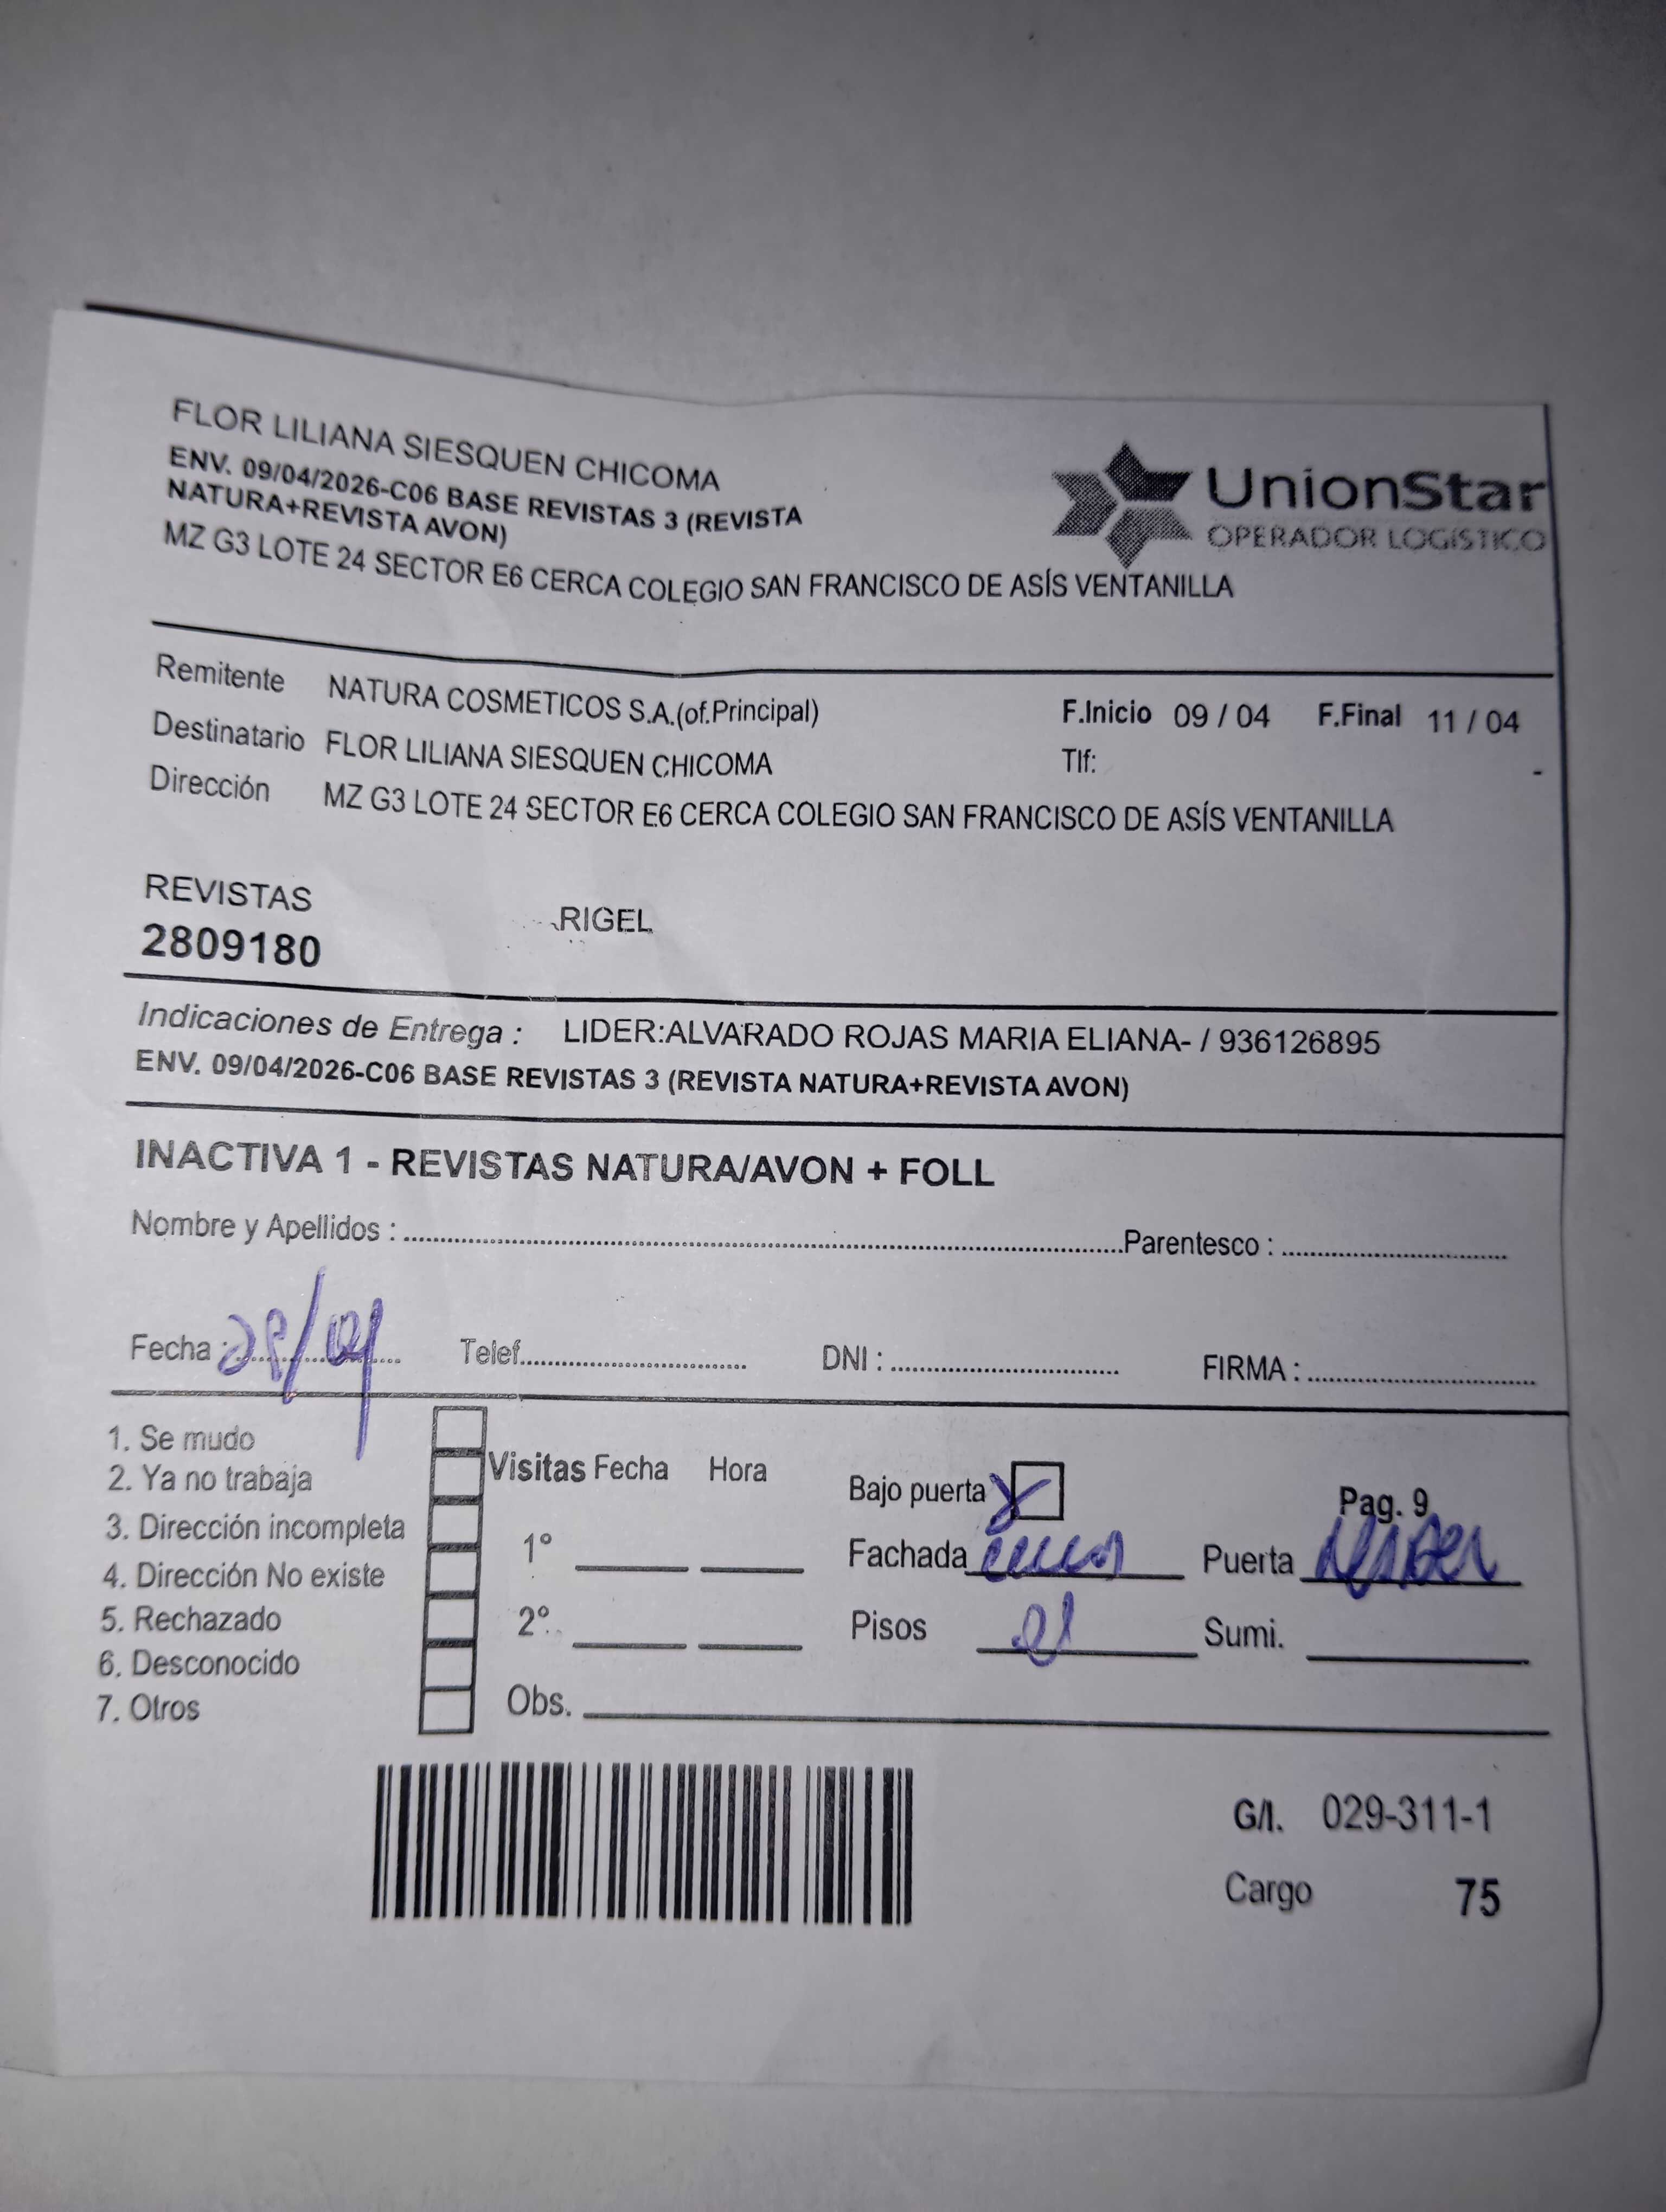 FLOR LILIANA SIESQUEN CHICOMA
ENV. 09/04/2026-C06 BASE REVISTAS 3 (REVISTA
NATURA+REVISTA AVON)
MZ G3 LOTE 24 SECTOR E6 CERCA COLEGIO SAN FRANCISCO DE ASÍS VENTANILLA
UnionStar
OPERADOR LOGÍSTICO
Remitente NATURA COSMETICOS S.A.(of.Principal) F.Inicio 09 / 04 F.Final 11 / 04
Destinatario FLOR LILIANA SIESQUEN CHICOMA Tlf: -
Dirección MZ G3 LOTE 24 SECTOR E6 CERCA COLEGIO SAN FRANCISCO DE ASÍS VENTANILLA
REVISTAS RIGEL
2809180
Indicaciones de Entrega : LIDER:ALVARADO ROJAS MARIA ELIANA- / 936126895
ENV. 09/04/2026-C06 BASE REVISTAS 3 (REVISTA NATURA+REVISTA AVON)
INACTIVA 1 - REVISTAS NATURA/AVON + FOLL
Nombre y Apellidos : Parentesco :
Fecha : Telef. DNI : FIRMA :
1. Se mudo
2. Ya no trabaja
3. Dirección incompleta
4. Dirección No existe
5. Rechazado
6. Desconocido
7. Otros
Visitas Fecha Hora
1°
2°.
Obs.
Bajo puerta X Pag. 9
Fachada Puerta
Pisos Sumi.
G/I. 029-311-1
Cargo 75